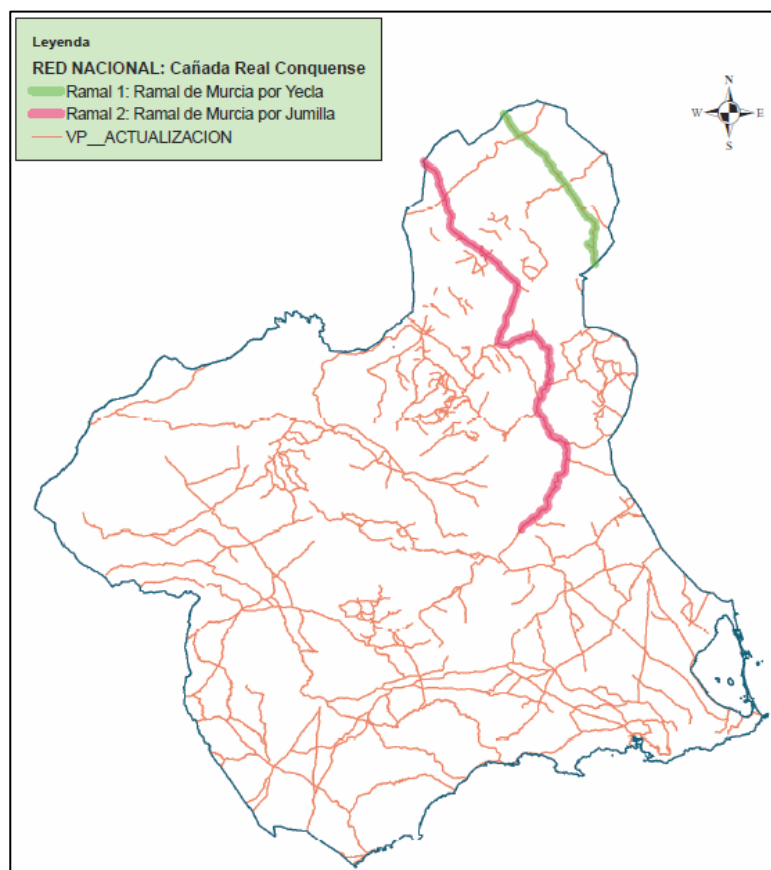 Leyenda
RED NACIONAL: Cañada Real Conquense
Ramal 1: Ramal de Murcia por Yecla
Ramal 2: Ramal de Murcia por Jumilla
VP__ACTUALIZACION
N
W E
S